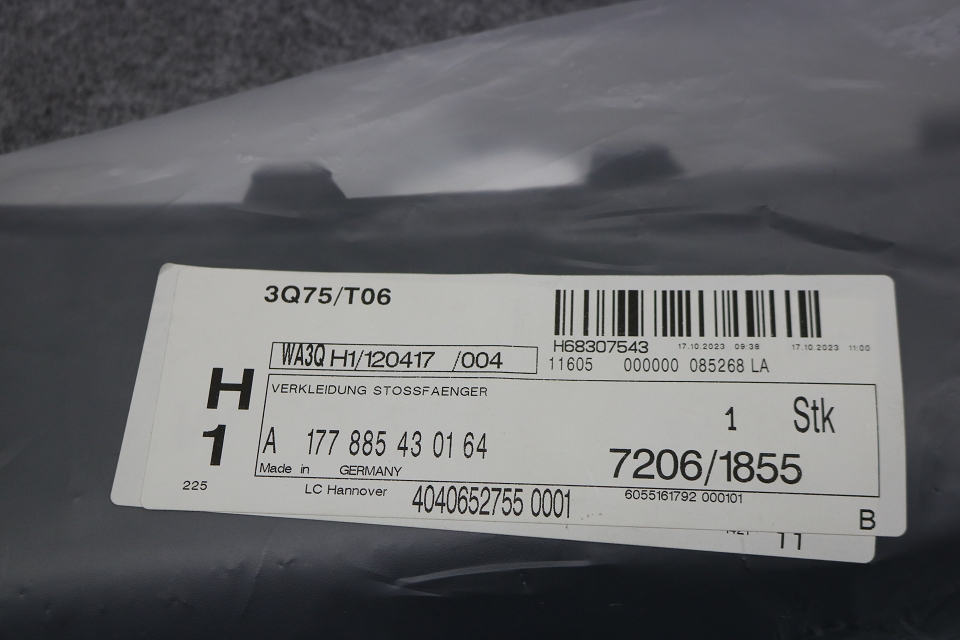 3Q75/T06
H68307543 17.10.2023 09:38 17.10.2023 11:00
WA3Q H1/120417 /004
11605 000000 085268 LA
H
1
VERKLEIDUNG STOSSFAENGER
1 Stk
A 177 885 43 01 64
7206/1855
Made in GERMANY
225
LC Hannover
4040652755 0001
6055161792 000101
B
11